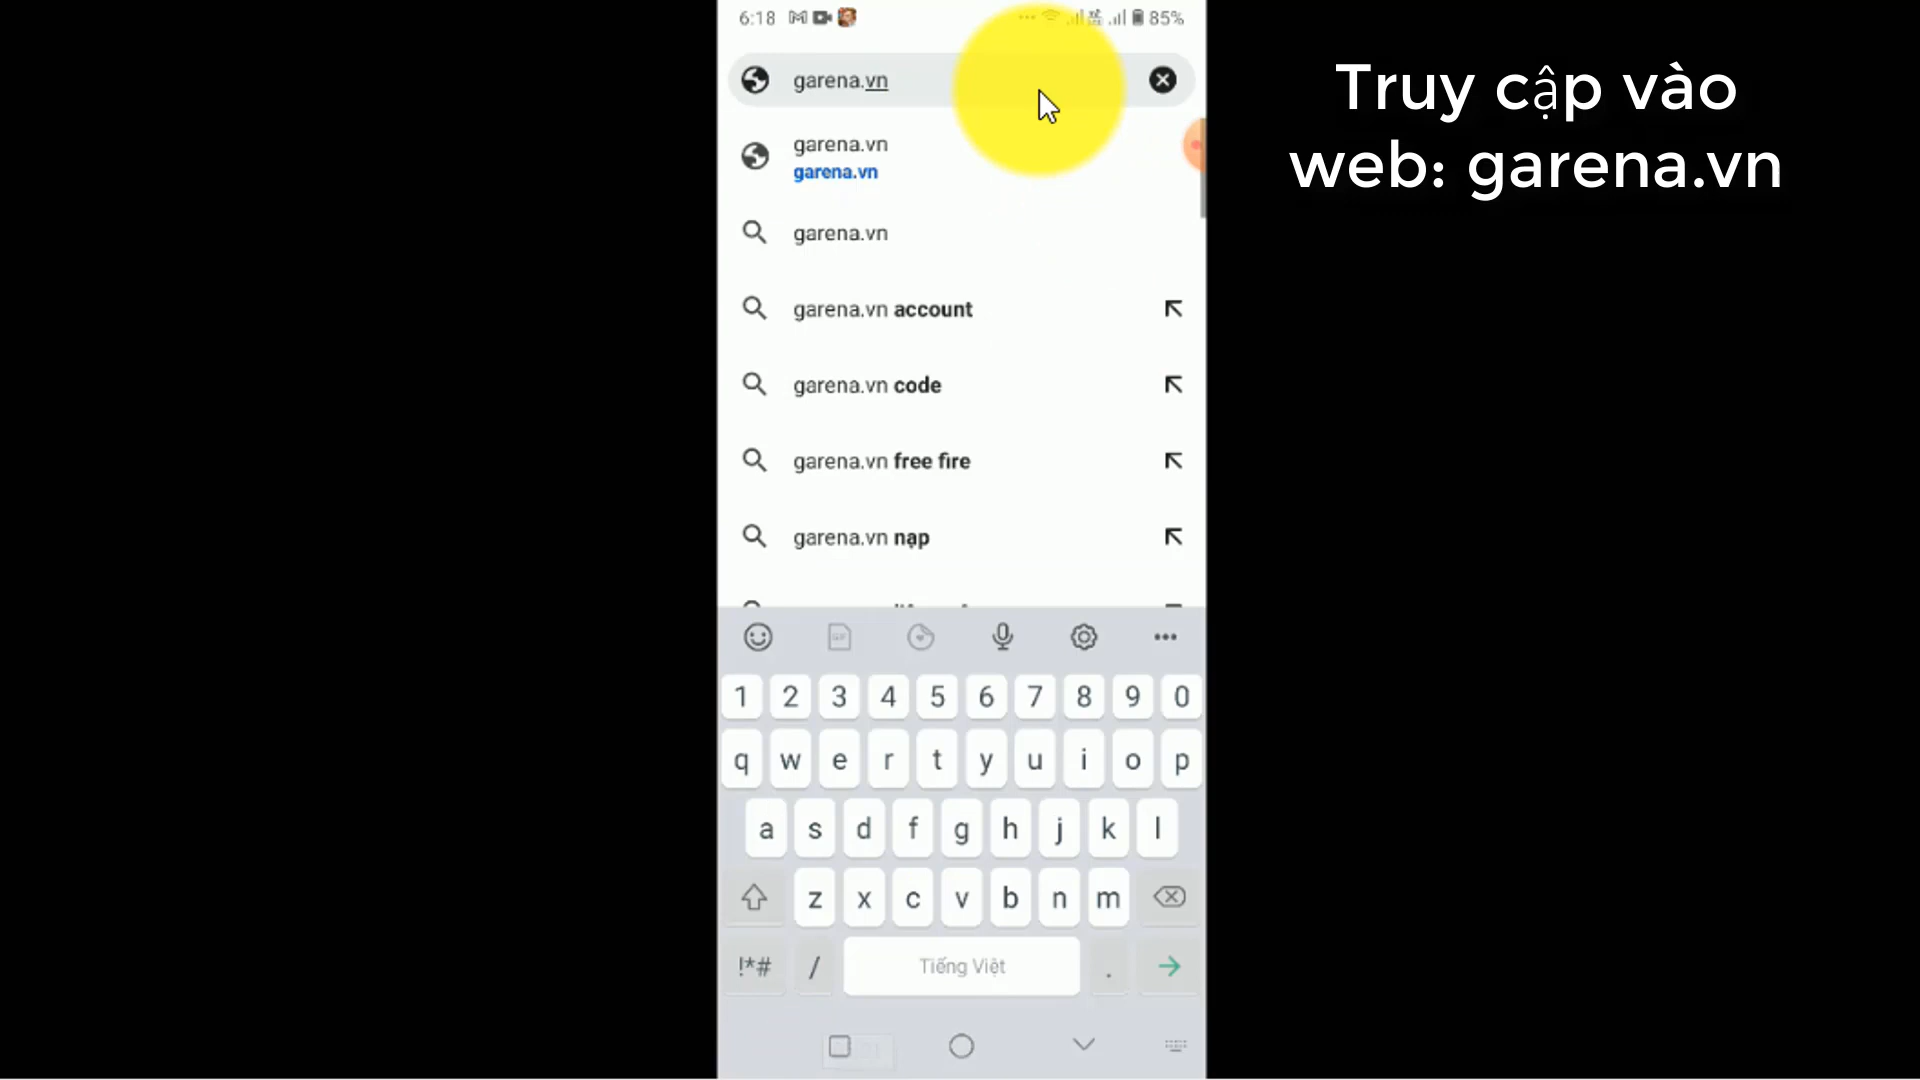 6:18
85%
garena.vn
Truy cập vào
web: garena.vn
garena.vn
garena.vn
garena.vn
garena.vn account
garena.vn code
garena.vn free fire
garena.vn nạp
GIF
1 2 3 4 5 6 7 8 9 0
q w e r t y u i o p
a s d f g h j k l
z x c v b n m
!*# / Tiếng Việt .